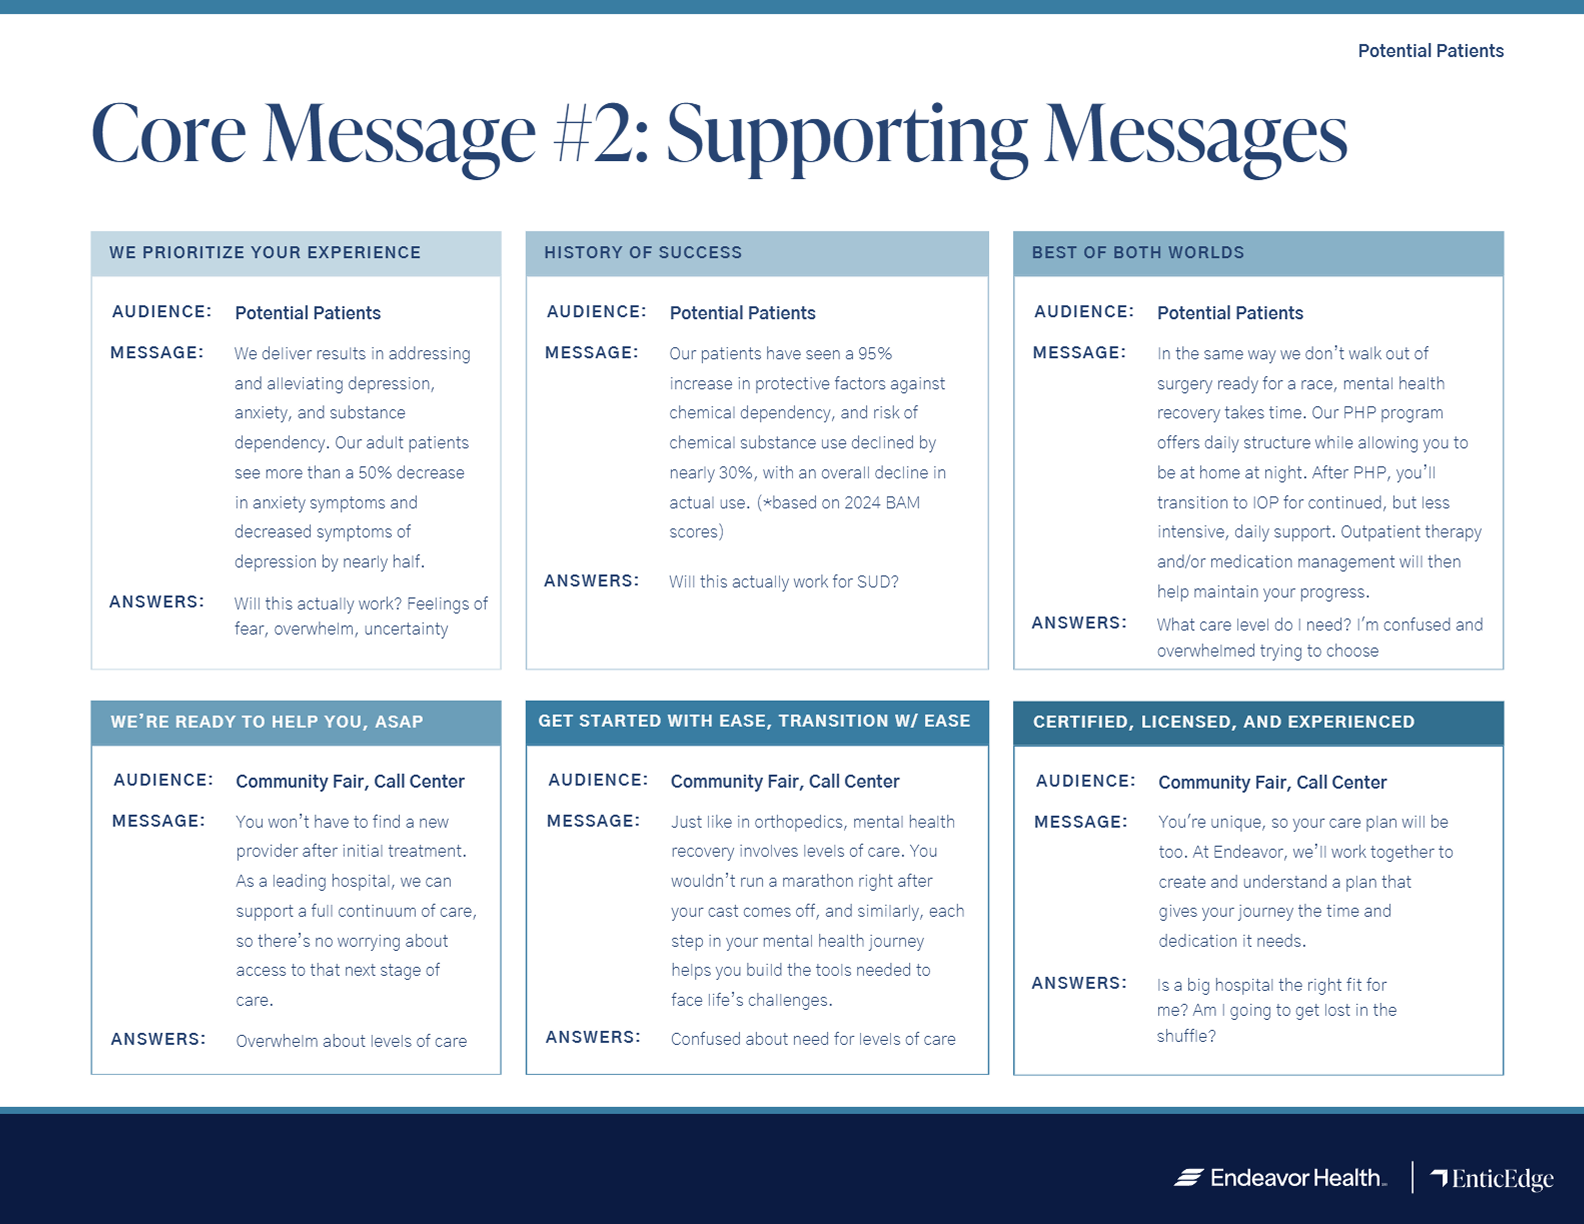 Potential Patients
Core Message #2: Supporting Messages
WE PRIORITIZE YOUR EXPERIENCE
AUDIENCE: Potential Patients
MESSAGE: We deliver results in addressing
and alleviating depression,
anxiety, and substance
dependency. Our adult patients
see more than a 50% decrease
in anxiety symptoms and
decreased symptoms of
depression by nearly half.
ANSWERS: Will this actually work? Feelings of
fear, overwhelm, uncertainty
HISTORY OF SUCCESS
AUDIENCE: Potential Patients
MESSAGE: Our patients have seen a 95%
increase in protective factors against
chemical dependency, and risk of
chemical substance use declined by
nearly 30%, with an overall decline in
actual use. (*based on 2024 BAM
scores)
ANSWERS: Will this actually work for SUD?
BEST OF BOTH WORLDS
AUDIENCE: Potential Patients
MESSAGE: In the same way we don't walk out of
surgery ready for a race, mental health
recovery takes time. Our PHP program
offers daily structure while allowing you to
be at home at night. After PHP, you'll
transition to IOP for continued, but less
intensive, daily support. Outpatient therapy
and/or medication management will then
help maintain your progress.
ANSWERS: What care level do I need? I'm confused and
overwhelmed trying to choose
WE'RE READY TO HELP YOU, ASAP
AUDIENCE: Community Fair, Call Center
MESSAGE: You won't have to find a new
provider after initial treatment.
As a leading hospital, we can
support a full continuum of care,
so there's no worrying about
access to that next stage of
care.
ANSWERS: Overwhelm about levels of care
GET STARTED WITH EASE, TRANSITION W/ EASE
AUDIENCE: Community Fair, Call Center
MESSAGE: Just like in orthopedics, mental health
recovery involves levels of care. You
wouldn't run a marathon right after
your cast comes off, and similarly, each
step in your mental health journey
helps you build the tools needed to
face life's challenges.
ANSWERS: Confused about need for levels of care
CERTIFIED, LICENSED, AND EXPERIENCED
AUDIENCE: Community Fair, Call Center
MESSAGE: You're unique, so your care plan will be
too. At Endeavor, we'll work together to
create and understand a plan that
gives your journey the time and
dedication it needs.
ANSWERS: Is a big hospital the right fit for
me? Am I going to get lost in the
shuffle?
Endeavor Health
EnticEdge